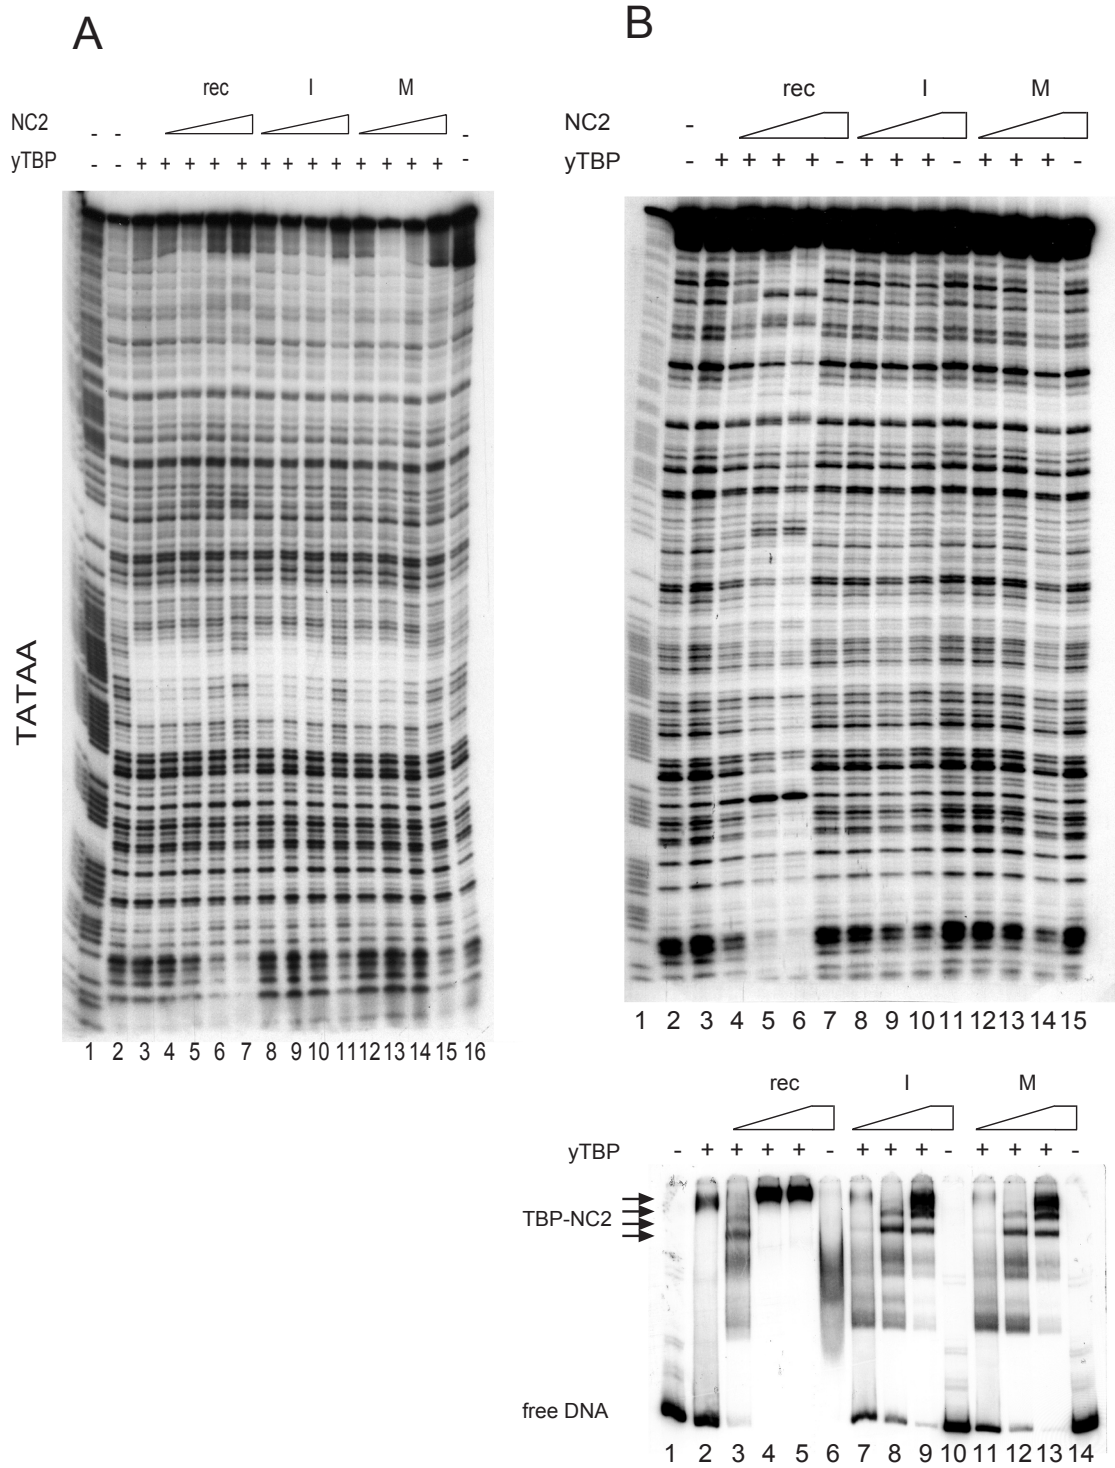 A
rec I M
NC2 - - -
yTBP - - + + + + + + + + + + + + + -
TATAA
1 2 3 4 5 6 7 8 9 10 11 12 13 14 15 16
B
rec I M
NC2 -
yTBP - + + + + - + + + - + + + -
1 2 3 4 5 6 7 8 9 10 11 12 13 14 15
rec I M
yTBP - + + + + - + + + - + + + -
TBP-NC2
free DNA
1 2 3 4 5 6 7 8 9 10 11 12 13 14